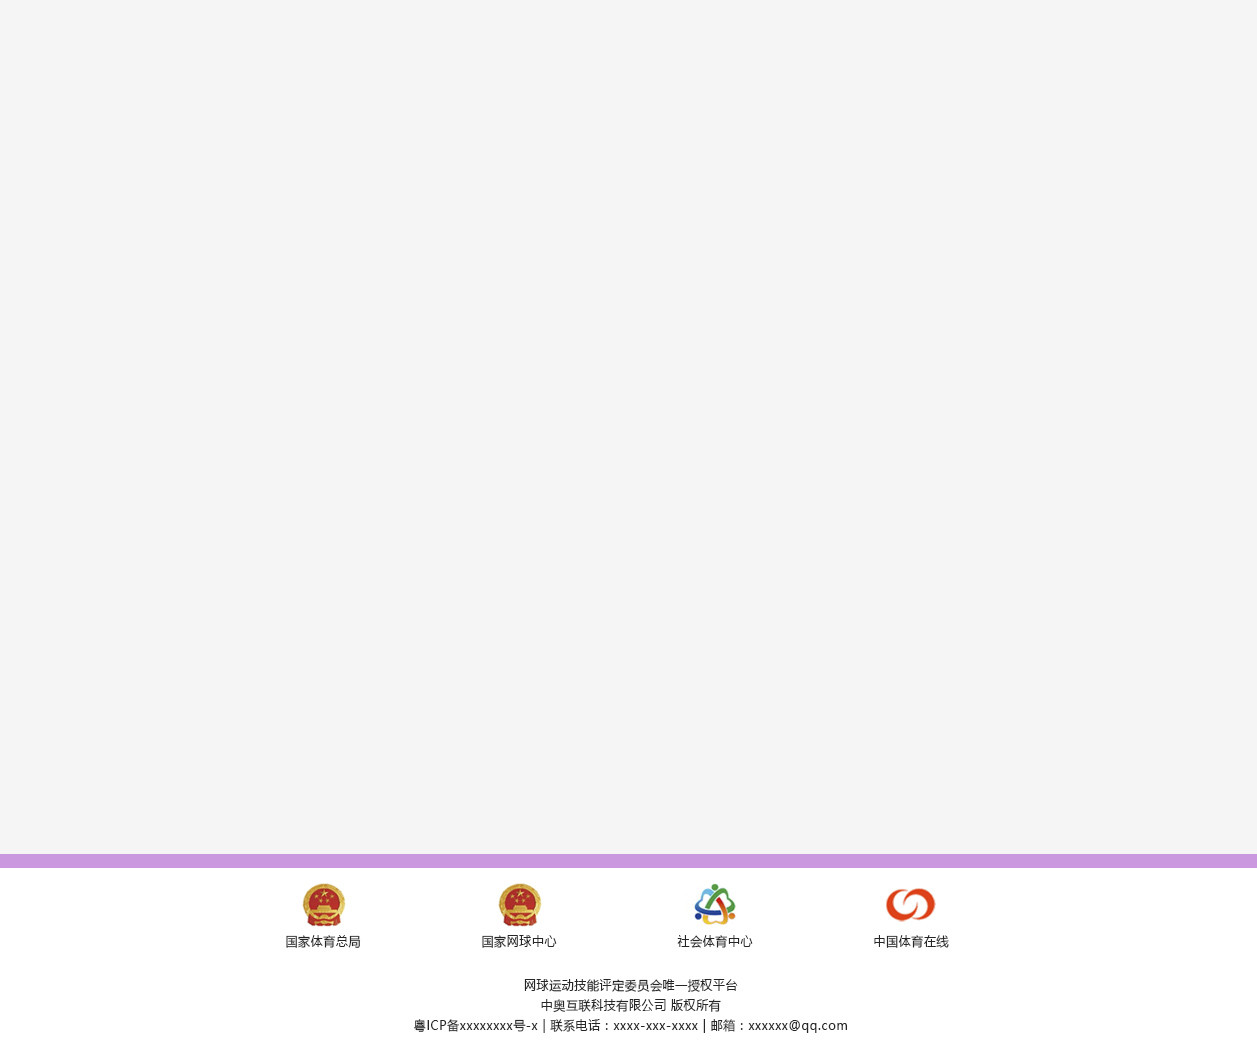 国家体育总局 国家网球中心 社会体育中心 中国体育在线
网球运动技能评定委员会唯一授权平台
中奥互联科技有限公司 版权所有
粤ICP备xxxxxxxx号-x | 联系电话：xxxx-xxx-xxxx | 邮箱：xxxxxx@qq.com